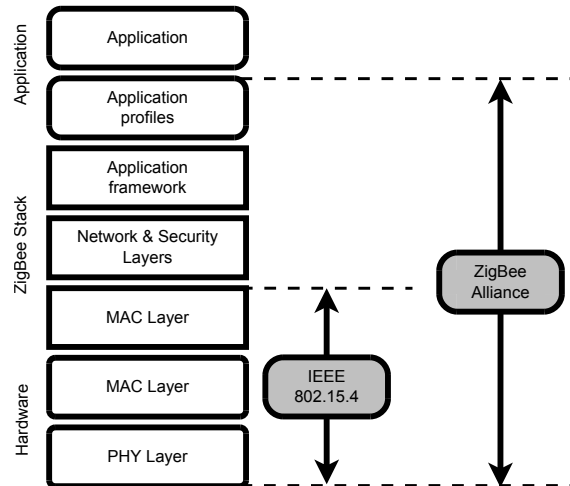 Application
Application
Application
profiles
ZigBee Stack
Application
framework
Network & Security
Layers
MAC Layer
Hardware
MAC Layer
PHY Layer
IEEE
802.15.4
ZigBee
Alliance